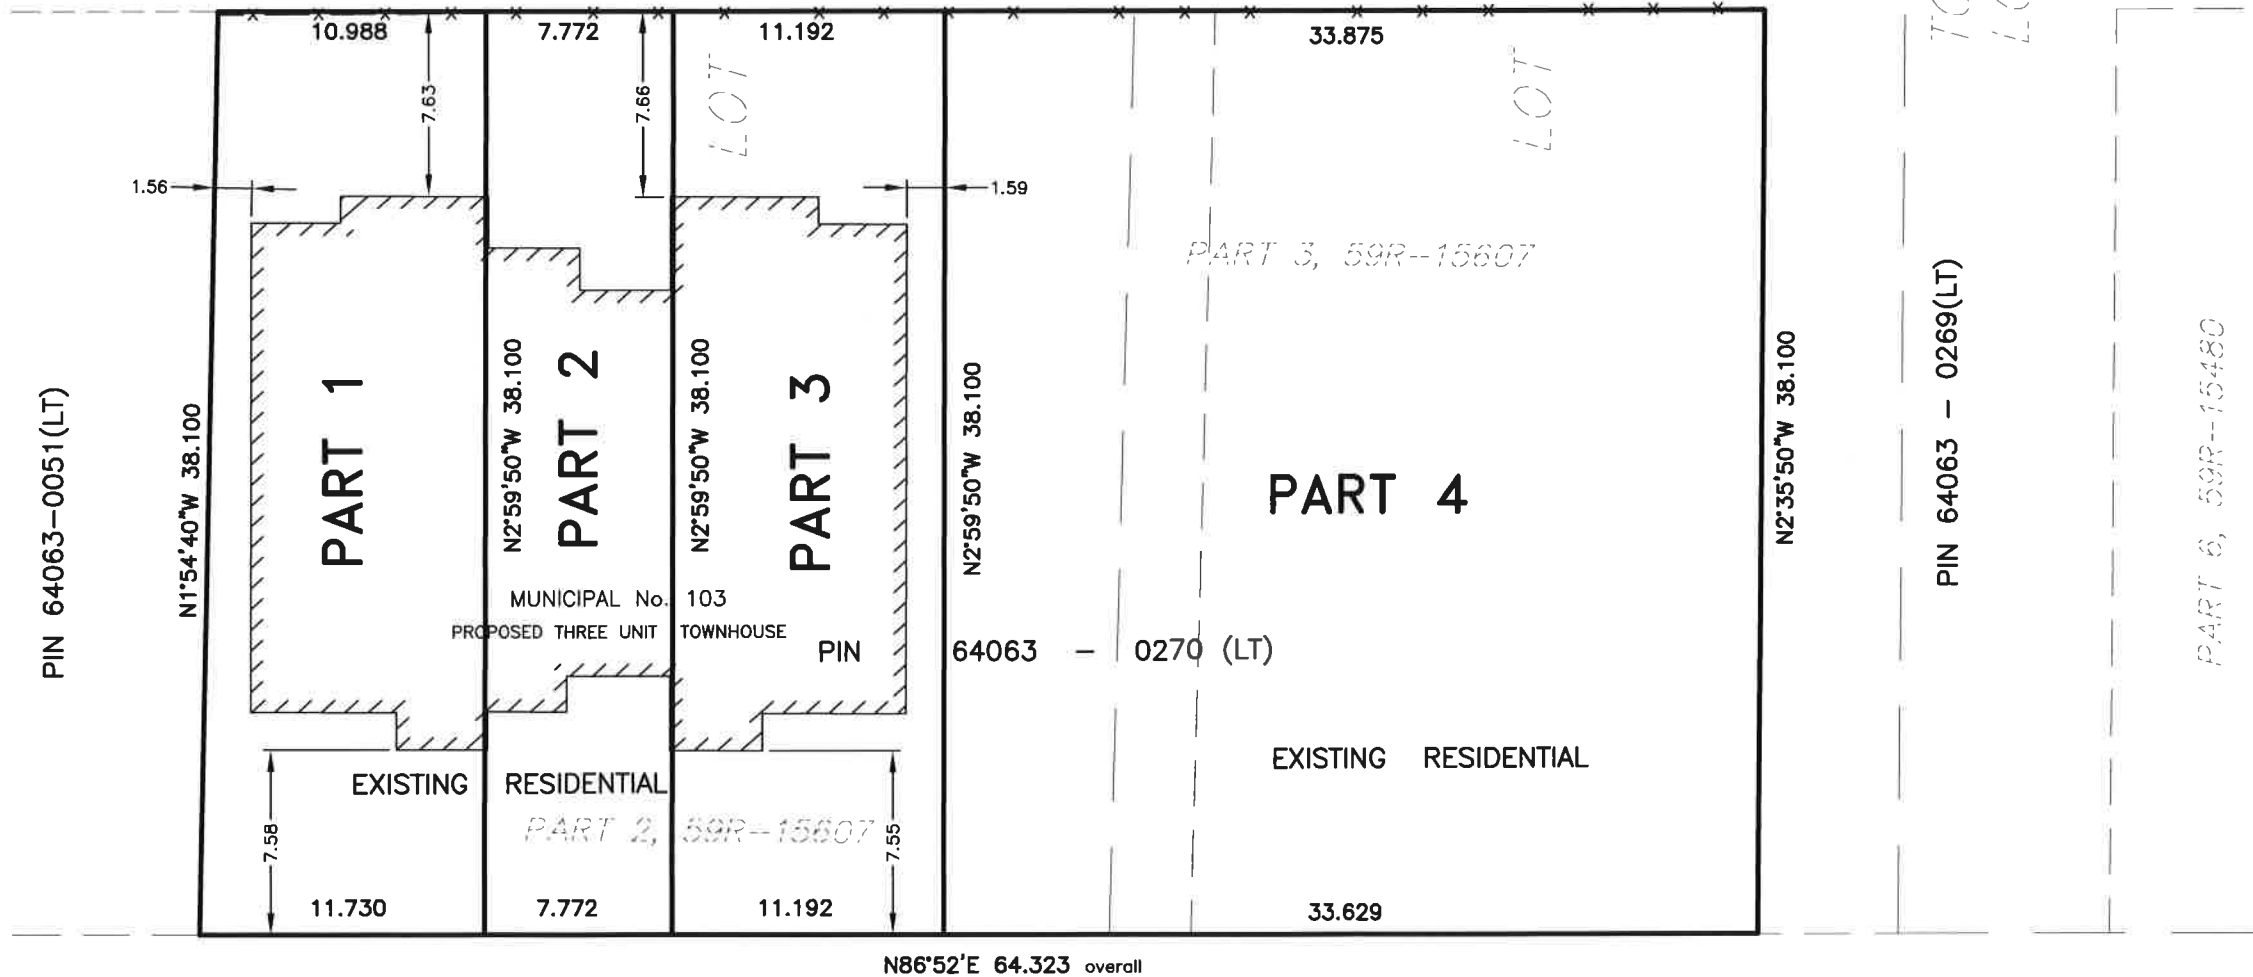 10.988
7.772
11.192
33.875
7.63
7.66
LOT
LOT
1.56
1.59
PART 3, 59R-15607
PIN 64063-0051(LT)
N1°54'40"W 38.100
PART 1
N2°59'50"W 38.100
PART 2
N2°59'50"W 38.100
PART 3
N2°59'50"W 38.100
PART 4
N2°35'50"W 38.100
PIN 64063 - 0269(LT)
PART 6, 59R-15480
MUNICIPAL No. 103
PROPOSED THREE UNIT TOWNHOUSE
PIN 64063 - 0270 (LT)
EXISTING RESIDENTIAL
EXISTING RESIDENTIAL
PART 2, 59R-15607
7.58
7.55
11.730
7.772
11.192
33.629
N86°52'E 64.323 overall